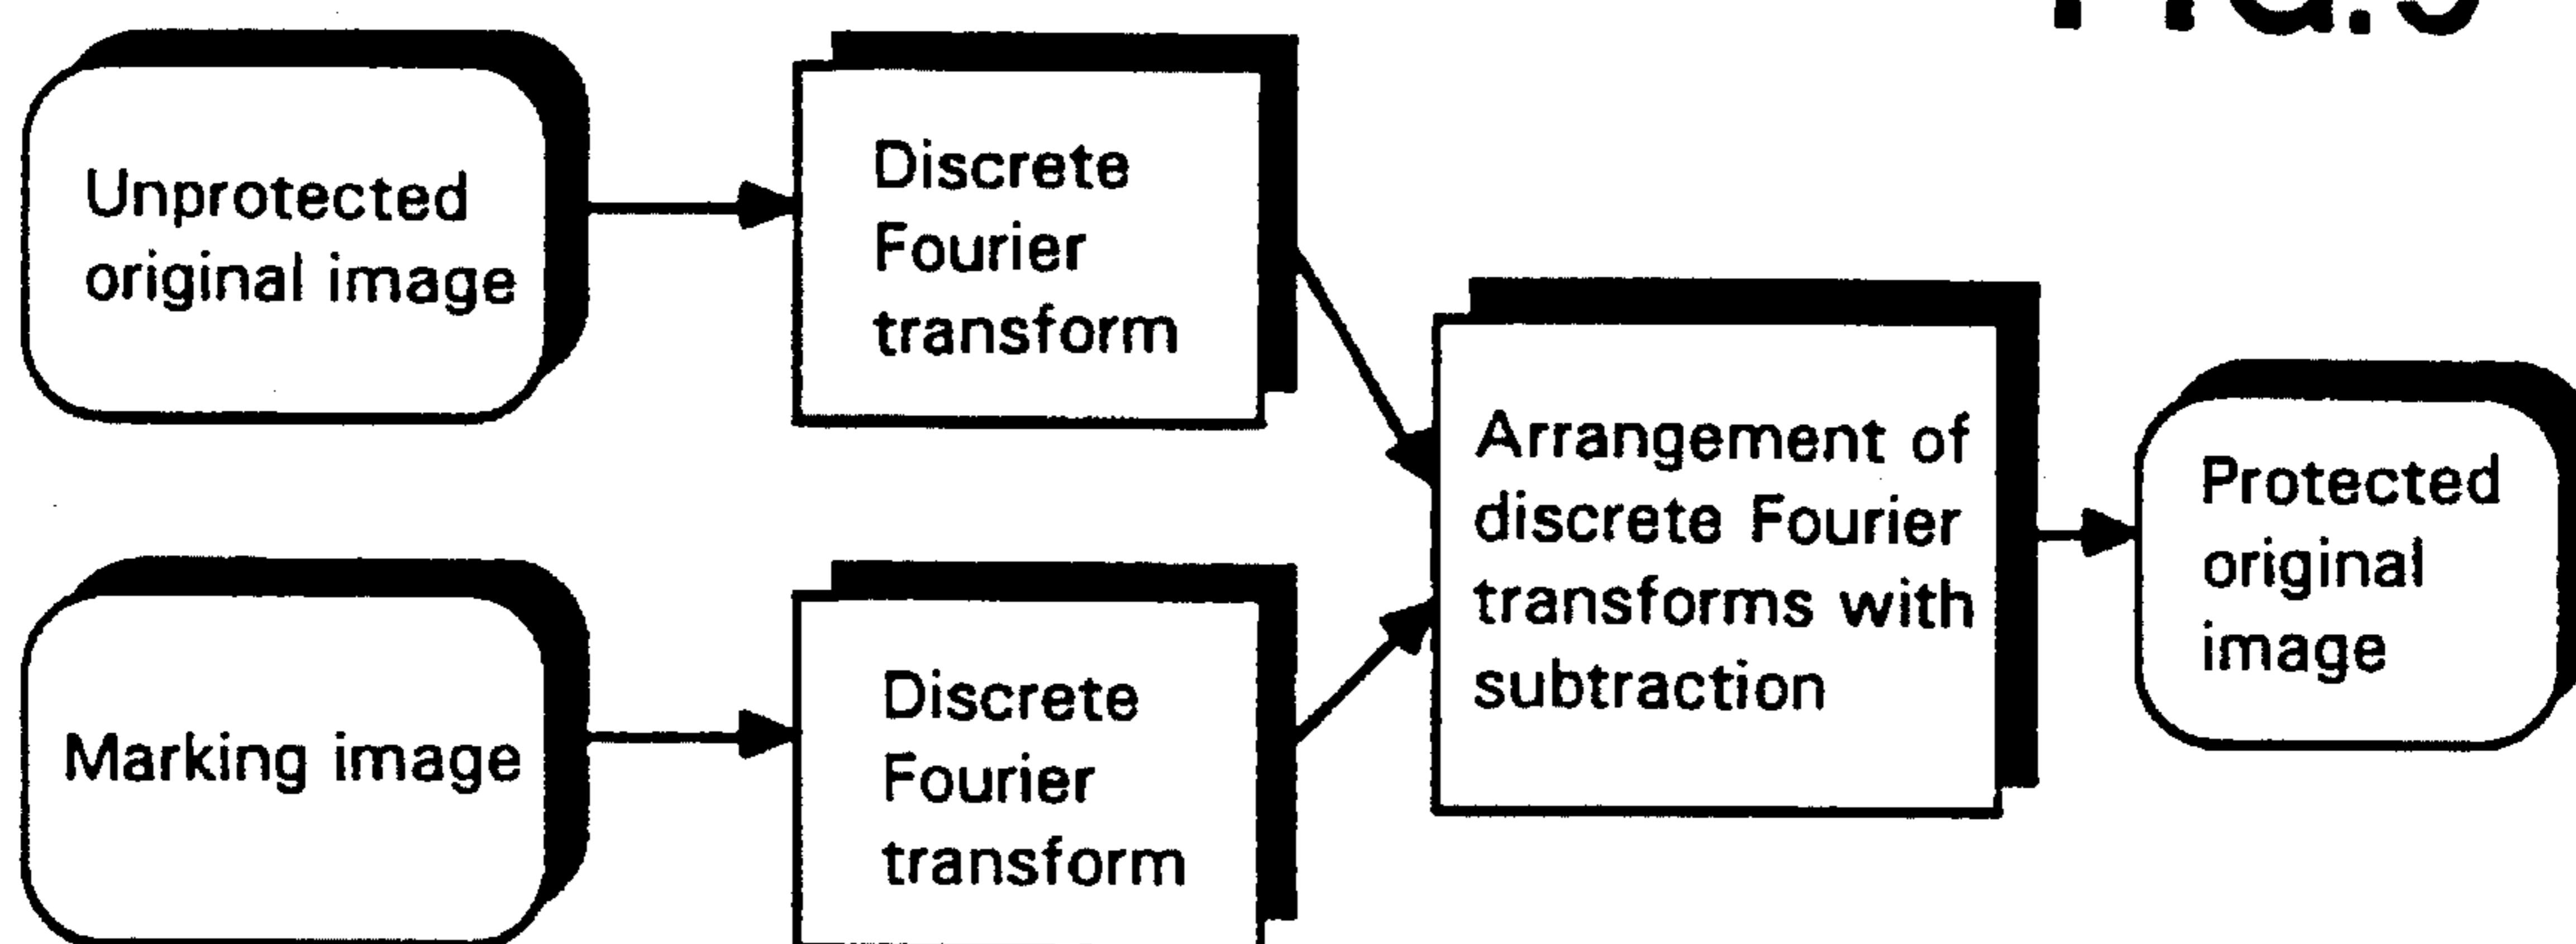 Unprotected
original image
Discrete
Fourier
transform
Arrangement of
discrete Fourier
transforms with
subtraction
Protected
original
image
Marking image
Discrete
Fourier
transform